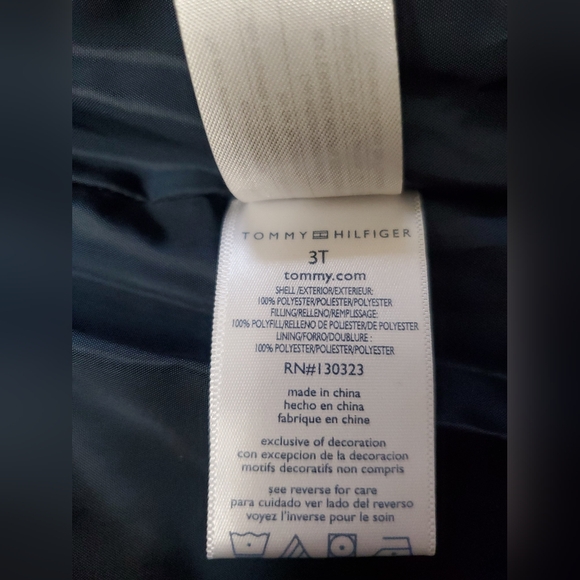 TOMMY HILFIGER
3T
tommy.com
SHELL/EXTERIOR/EXTERIEUR:
100% POLYESTER/POLIESTER/POLYESTER
FILLING/RELLENO/REMPLISSAGE:
100% POLYFILL/RELLENO DE POLIESTER/DE POLYESTER
LINING/FORRO/DOUBLURE :
100% POLYESTER/POLIESTER/POLYESTER
RN#130323
made in china
hecho en china
fabrique en chine
exclusive of decoration
con excepcion de la decoracion
motifs decoratifs non compris
see reverse for care
para cuidado ver lado del reverso
voyez l'inverse pour le soin